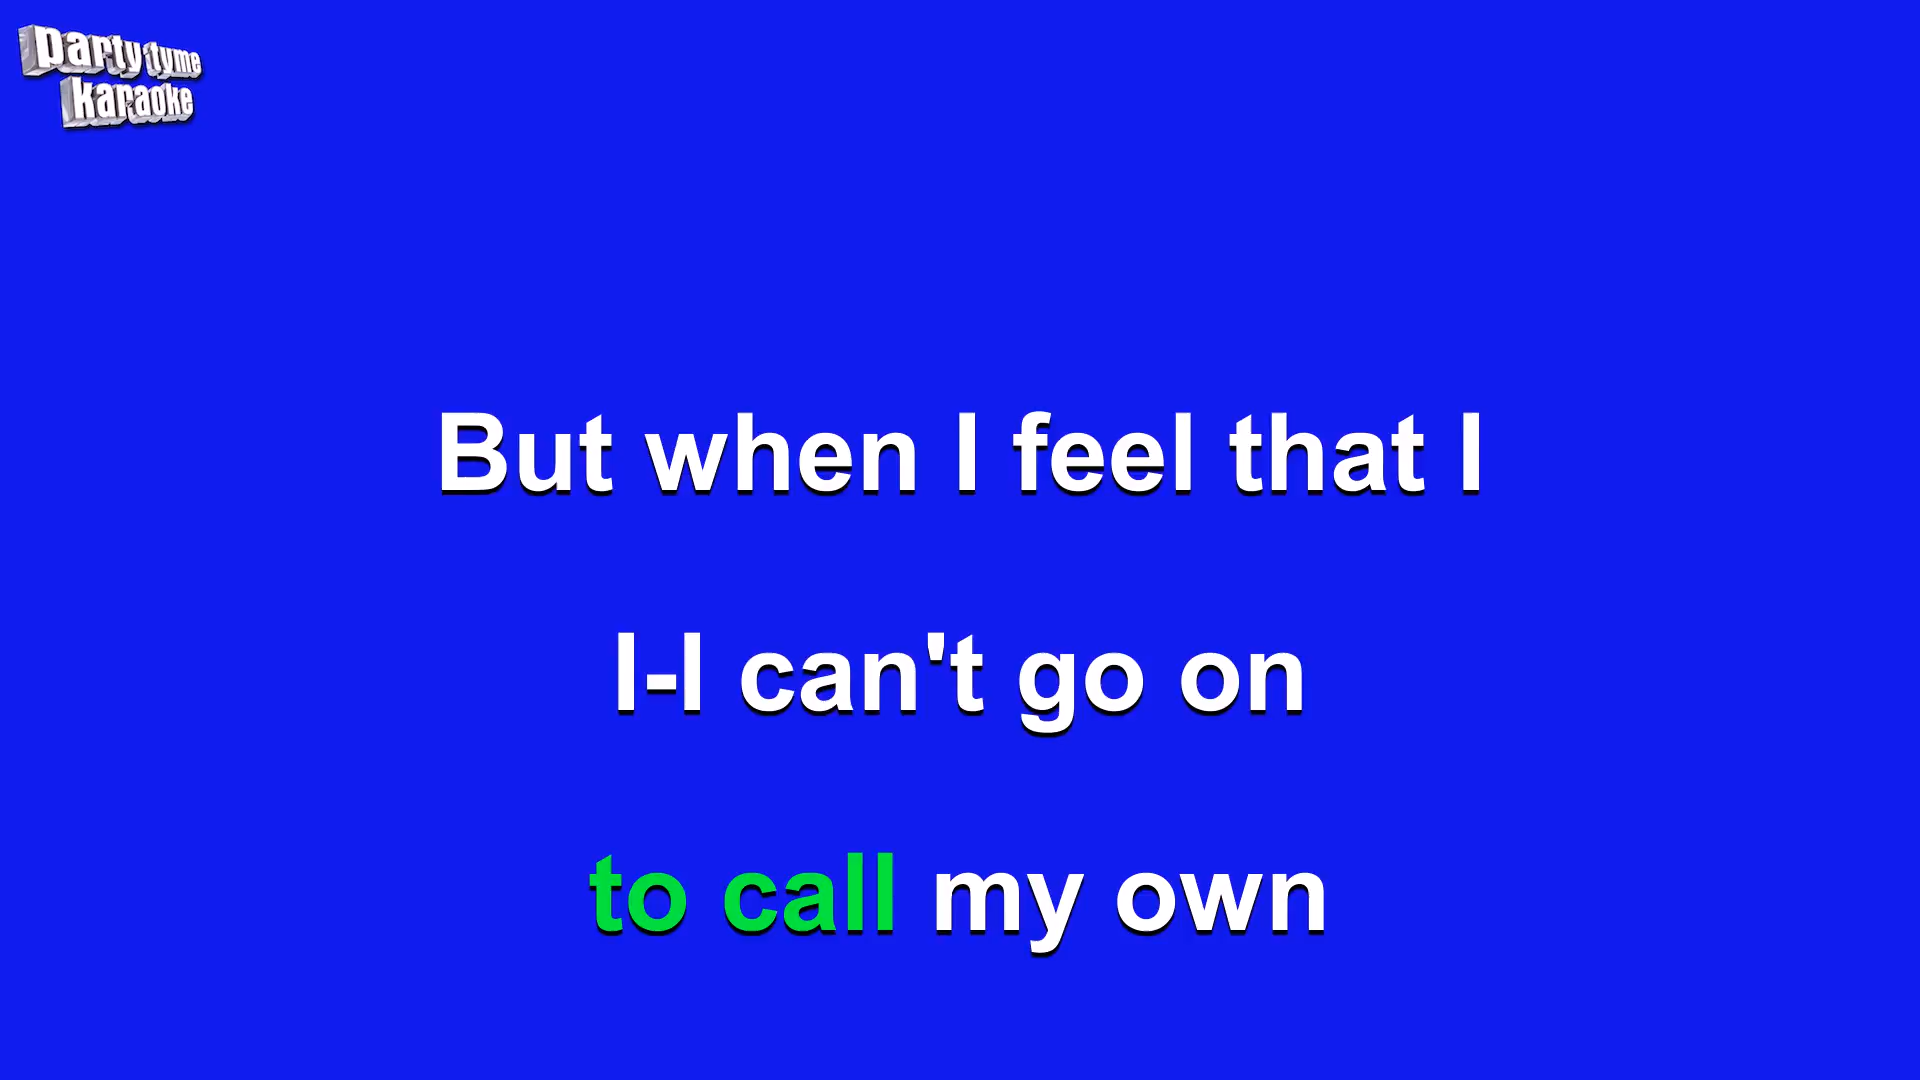 party tyme
karaoke
But when I feel that I
I-I can't go on
to call my own